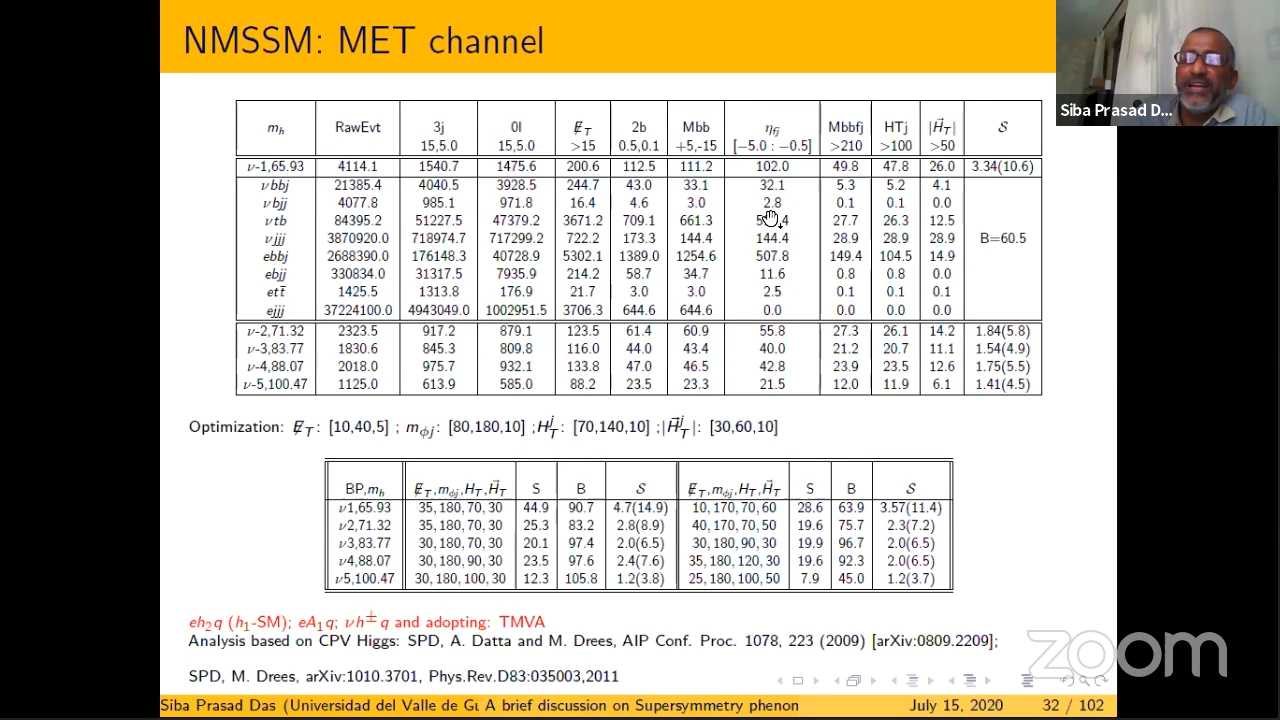 NMSSM: MET channel
Siba Prasad D...
m_h RawEvt 3j 15,5.0 0l 15,5.0 E̸_T >15 2b 0.5,0.1 Mbb +5,-15 η_fj [−5.0 : −0.5] Mbbfj >210 HTj >100 |H⃗_T| >50 𝒮
ν-1,65.93 4114.1 1540.7 1475.6 200.6 112.5 111.2 102.0 49.8 47.8 26.0 3.34(10.6)
νbbj 21385.4 4040.5 3928.5 244.7 43.0 33.1 32.1 5.3 5.2 4.1
νbjj 4077.8 985.1 971.8 16.4 4.6 3.0 2.8 0.1 0.1 0.0
νtb 84395.2 51227.5 47379.2 3671.2 709.1 661.3 27.7 26.3 12.5
νjjj 3870920.0 718974.7 717299.2 722.2 173.3 144.4 144.4 28.9 28.9 28.9 B=60.5
ebbj 2688390.0 176148.3 40728.9 5302.1 1389.0 1254.6 507.8 149.4 104.5 14.9
ebjj 330834.0 31317.5 7935.9 214.2 58.7 34.7 11.6 0.8 0.8 0.0
ett̄ 1425.5 1313.8 176.9 21.7 3.0 3.0 2.5 0.1 0.1 0.1
ejjj 37224100.0 4943049.0 1002951.5 3706.3 644.6 644.6 0.0 0.0 0.0 0.0
ν-2,71.32 2323.5 917.2 879.1 123.5 61.4 60.9 55.8 27.3 26.1 14.2 1.84(5.8)
ν-3,83.77 1830.6 845.3 809.8 116.0 44.0 43.4 40.0 21.2 20.7 11.1 1.54(4.9)
ν-4,88.07 2018.0 975.7 932.1 133.8 47.0 46.5 42.8 23.9 23.5 12.6 1.75(5.5)
ν-5,100.47 1125.0 613.9 585.0 88.2 23.5 23.3 21.5 12.0 11.9 6.1 1.41(4.5)
Optimization: E̸_T: [10,40,5] ; m_ϕj: [80,180,10] ;H_T^j: [70,140,10] ;|H⃗_T^j|: [30,60,10]
BP,m_h E̸_T,m_ϕj,H_T,H⃗_T S B 𝒮 E̸_T,m_ϕj,H_T,H⃗_T S B 𝒮
ν1,65.93 35,180,70,30 44.9 90.7 4.7(14.9) 10,170,70,60 28.6 63.9 3.57(11.4)
ν2,71.32 35,180,70,30 25.3 83.2 2.8(8.9) 40,170,70,50 19.6 75.7 2.3(7.2)
ν3,83.77 30,180,70,30 20.1 97.4 2.0(6.5) 30,180,90,30 19.9 96.7 2.0(6.5)
ν4,88.07 30,180,90,30 23.5 97.6 2.4(7.6) 35,180,120,30 19.6 92.3 2.0(6.5)
ν5,100.47 30,180,100,30 12.3 105.8 1.2(3.8) 25,180,100,50 7.9 45.0 1.2(3.7)
eh₂q (h₁-SM); eA₁q; νh^±q and adopting: TMVA
Analysis based on CPV Higgs: SPD, A. Datta and M. Drees, AIP Conf. Proc. 1078, 223 (2009) [arXiv:0809.2209];
SPD, M. Drees, arXiv:1010.3701, Phys.Rev.D83:035003,2011
zoom
Siba Prasad Das (Universidad del Valle de Gu A brief discussion on Supersymmetry phenon July 15, 2020 32 / 102